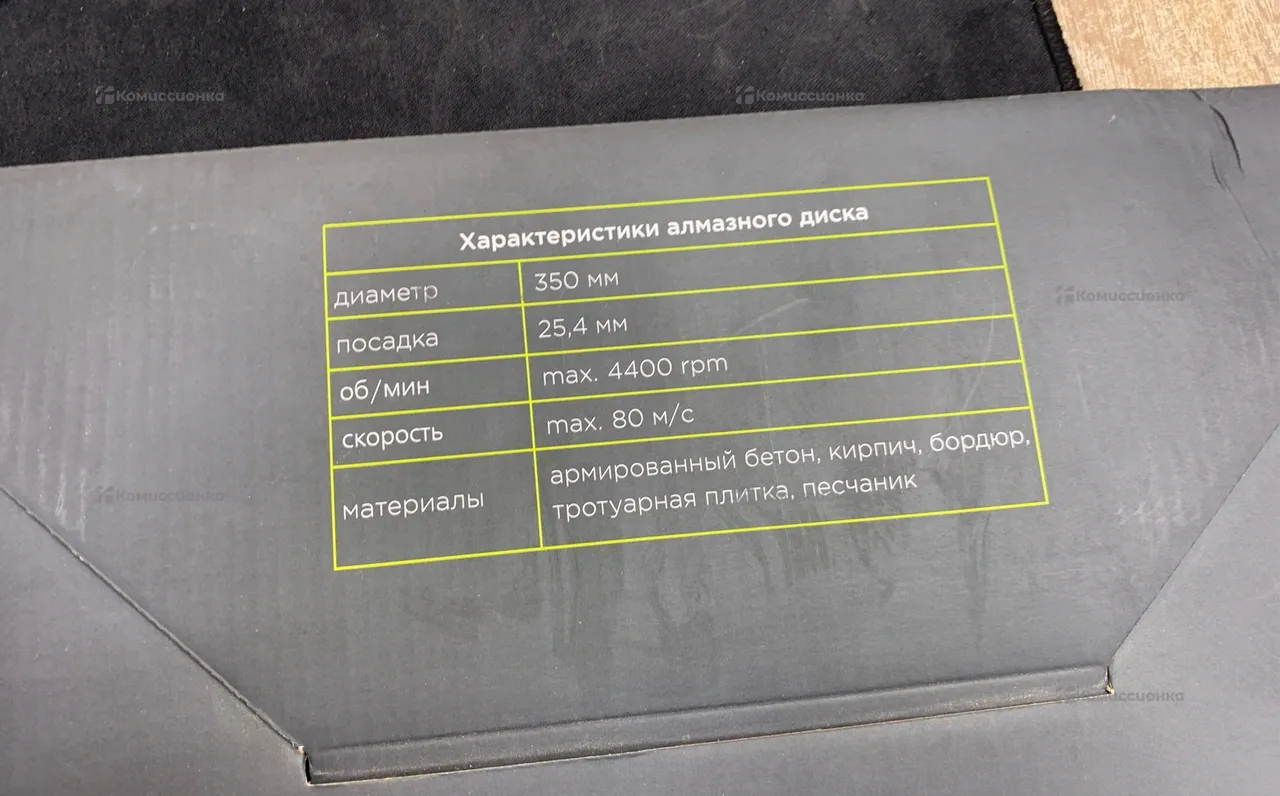 Комиссионка Комиссионка
Характеристики алмазного диска
диаметр 350 мм
посадка 25,4 мм
об/мин max. 4400 rpm
скорость max. 80 м/с
материалы армированный бетон, кирпич, бордюр,
тротуарная плитка, песчаник
Комиссионка
Комиссионка
Комиссионка